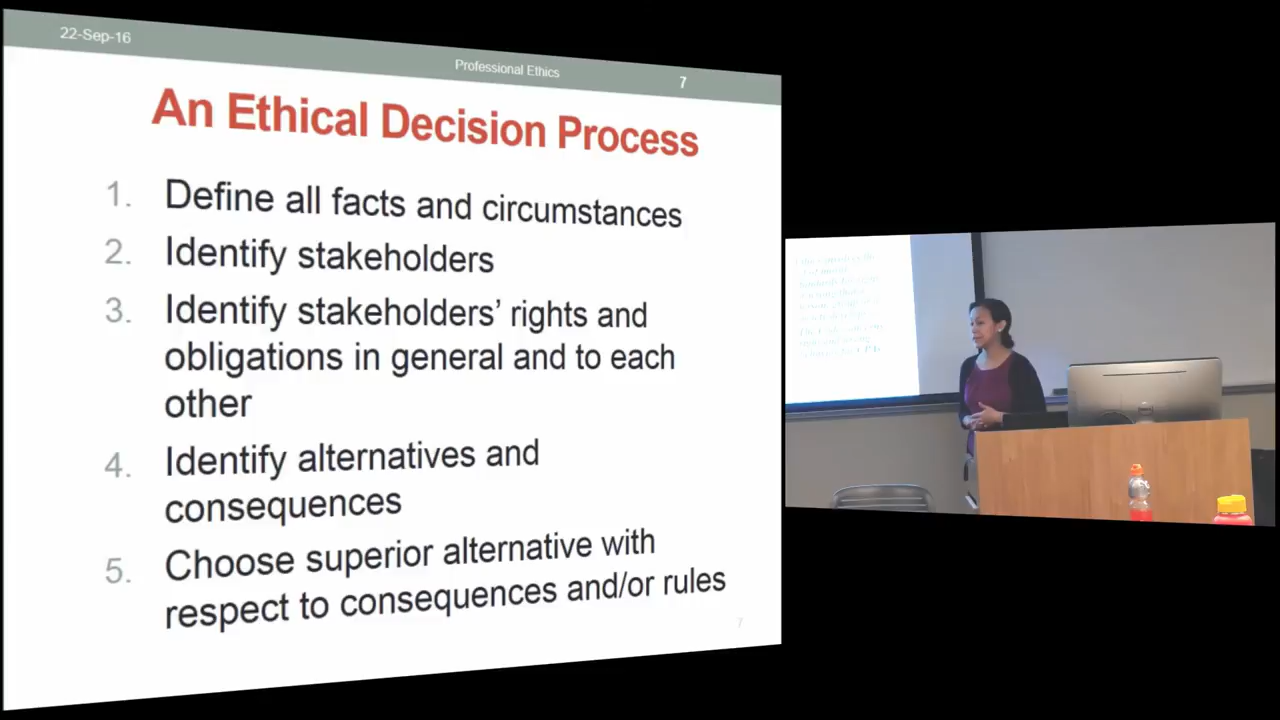 22-Sep-16
Professional Ethics
7
An Ethical Decision Process
1. Define all facts and circumstances
2. Identify stakeholders
3. Identify stakeholders’ rights and
obligations in general and to each
other
4. Identify alternatives and
consequences
5. Choose superior alternative with
respect to consequences and/or rules
7